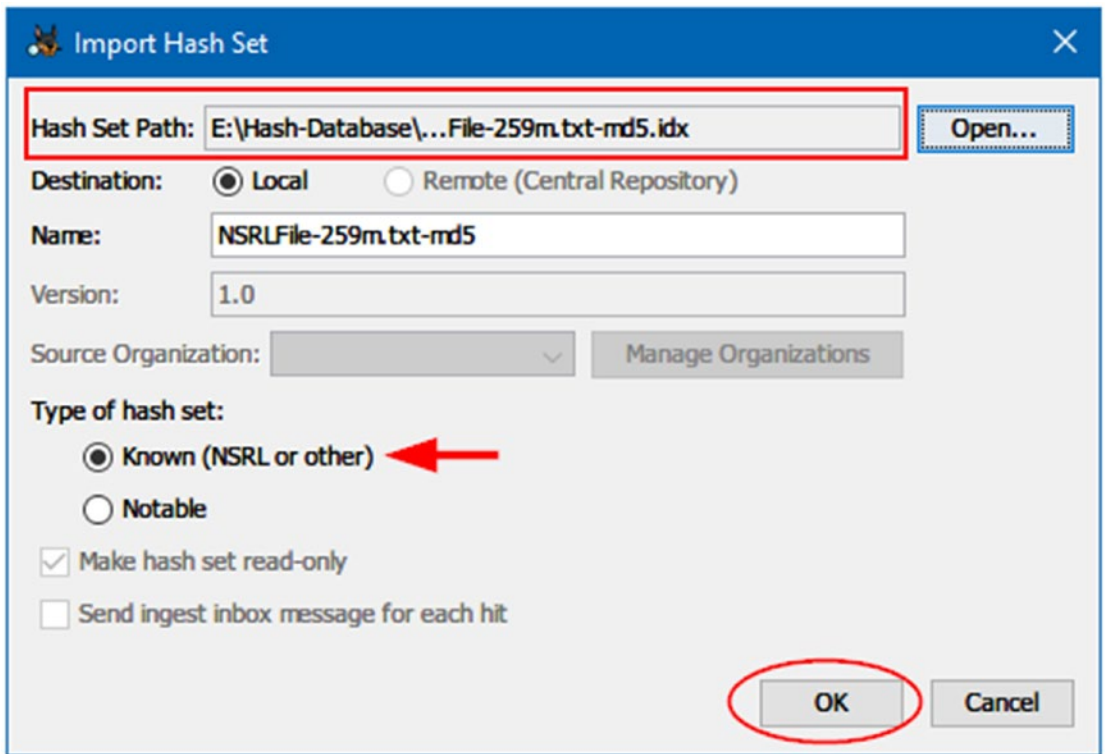 Import Hash Set
Hash Set Path: E:\Hash-Database\...File-259m.txt-md5.idx Open...
Destination: Local Remote (Central Repository)
Name: NSRLFile-259m.txt-md5
Version: 1.0
Source Organization: Manage Organizations
Type of hash set:
Known (NSRL or other)
Notable
Make hash set read-only
Send ingest inbox message for each hit
OK Cancel